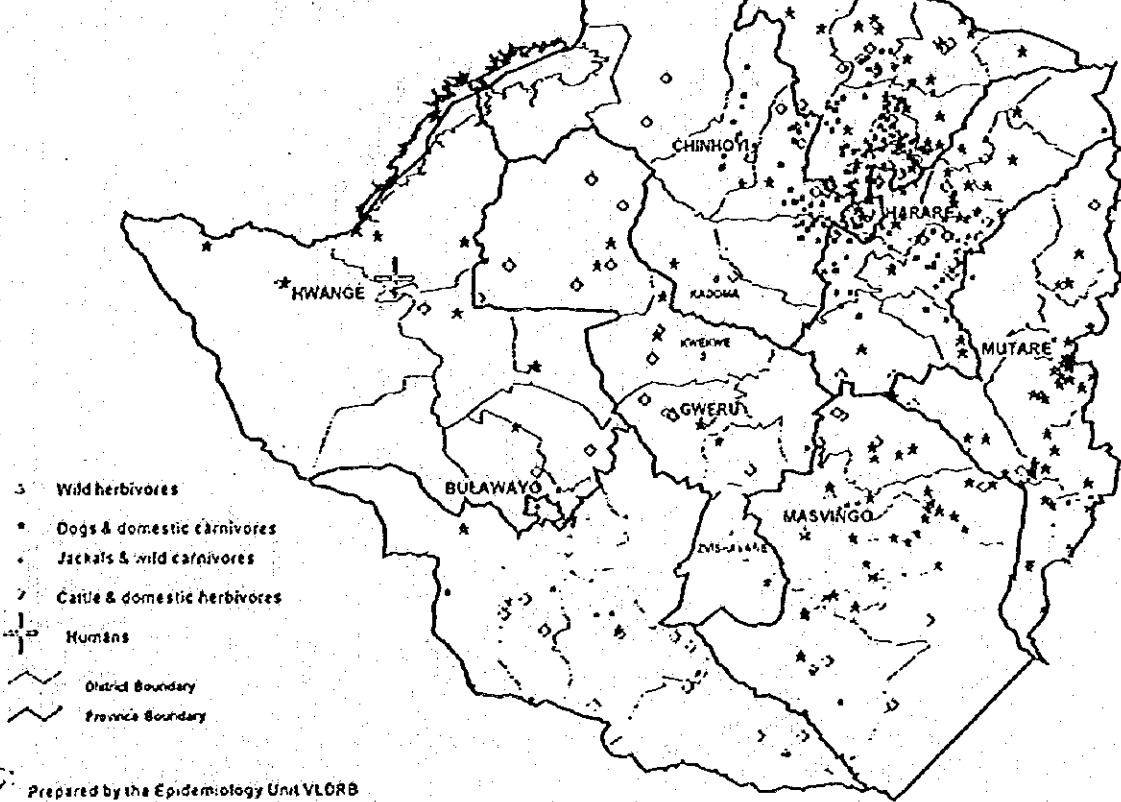 CHINHOYI
HARARE
HWANGE
KADOMA
KWEKWE
MUTARE
GWERU
BULAWAYO
MASVINGO
Wild herbivores
Dogs & domestic carnivores
Jackals & wild carnivores
Cattle & domestic herbivores
Humans
District Boundary
Province Boundary
Prepared by the Epidemiology Unit VLDRB